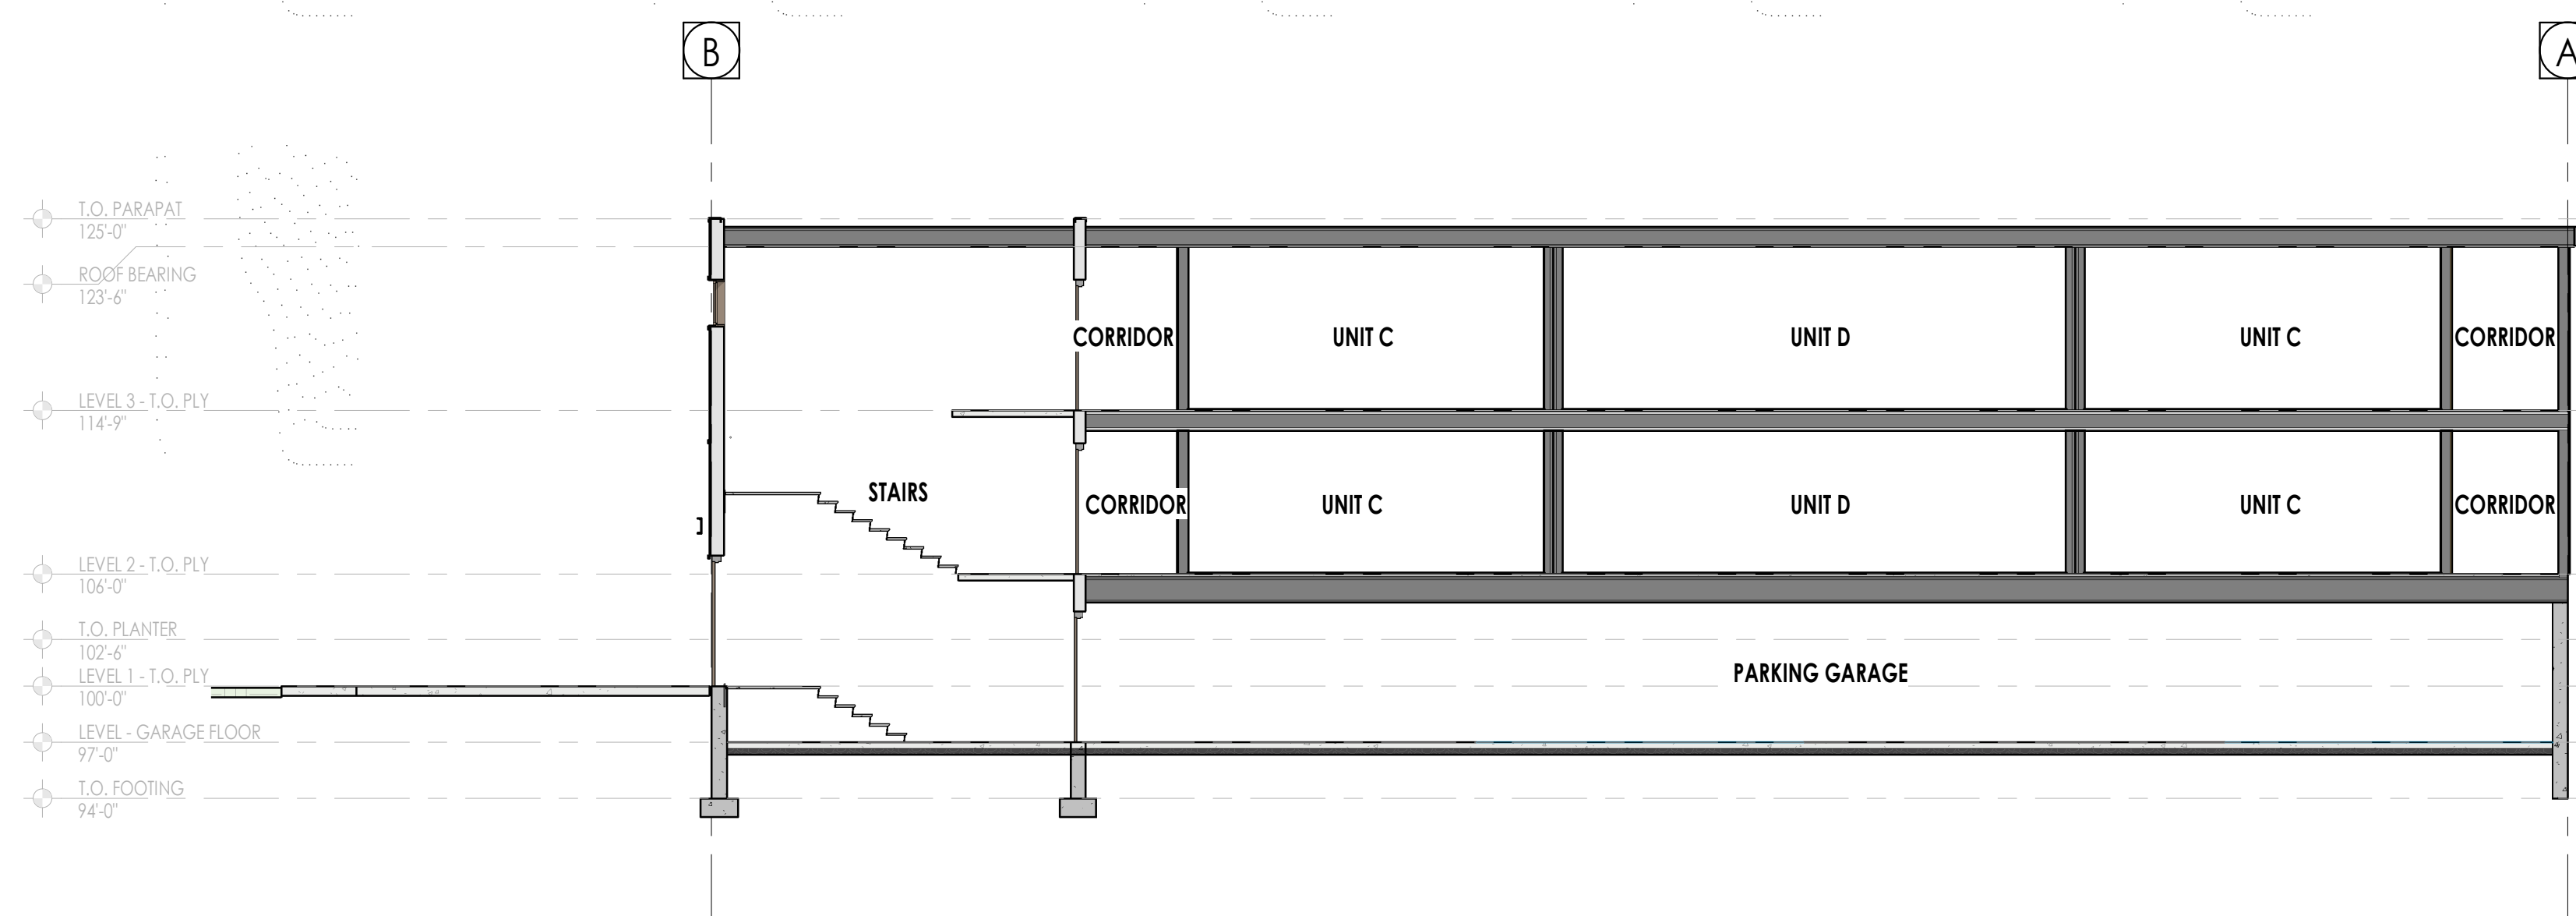 B
A
T.O. PARAPAT
125'-0"
ROOF BEARING
123'-6"
CORRIDOR
UNIT C
UNIT D
UNIT C
CORRIDOR
LEVEL 3 - T.O. PLY
114'-9"
STAIRS
CORRIDOR
UNIT C
UNIT D
UNIT C
CORRIDOR
LEVEL 2 - T.O. PLY
106'-0"
T.O. PLANTER
102'-6"
LEVEL 1 - T.O. PLY
100'-0"
PARKING GARAGE
LEVEL - GARAGE FLOOR
97'-0"
T.O. FOOTING
94'-0"